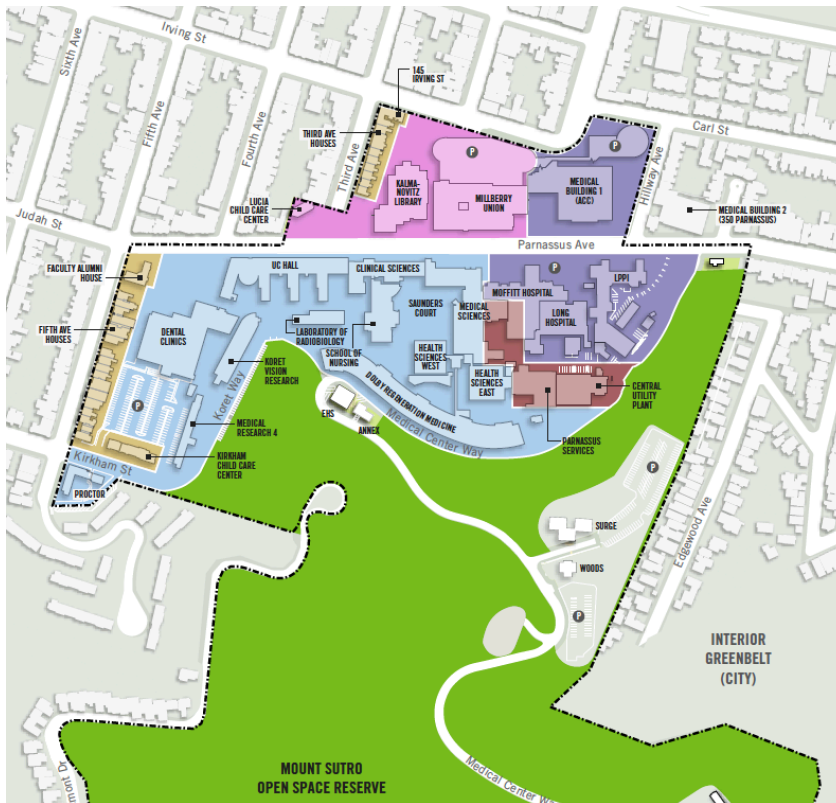 Irving St
Sixth Ave
Fifth Ave
Fourth Ave
Third Ave
145
IRVING ST
THIRD AVE
HOUSES
P
P
Carl St
Hillway Ave
KALMA-
NOVITZ
LIBRARY
MILLBERRY
UNION
MEDICAL
BUILDING 1
(ACC)
LUCIA
CHILD CARE
CENTER
MEDICAL BUILDING 2
(350 PARNASSUS)
Judah St
Parnassus Ave
FACULTY ALUMNI
HOUSE
UC HALL
CLINICAL SCIENCES
P
LPPI
MOFFITT HOSPITAL
SAUNDERS
COURT
MEDICAL
SCIENCES
LONG
HOSPITAL
FIFTH AVE
HOUSES
DENTAL
CLINICS
LABORATORY OF
RADIOBIOLOGY
SCHOOL OF
NURSING
HEALTH
SCIENCES
WEST
HEALTH
SCIENCES
EAST
KORET
VISION
RESEARCH
Koret Way
DOLBY REGENERATION MEDICINE
Medical Center Way
CENTRAL
UTILITY
PLANT
P
EHS
ANNEX
MEDICAL
RESEARCH 4
PARNASSUS
SERVICES
KIRKHAM
CHILD CARE
CENTER
Kirkham St
PROCTOR
P
SURGE
WOODS
Edgewood Ave
P
INTERIOR
GREENBELT
(CITY)
MOUNT SUTRO
OPEN SPACE RESERVE
Medical Center Way
mont Dr